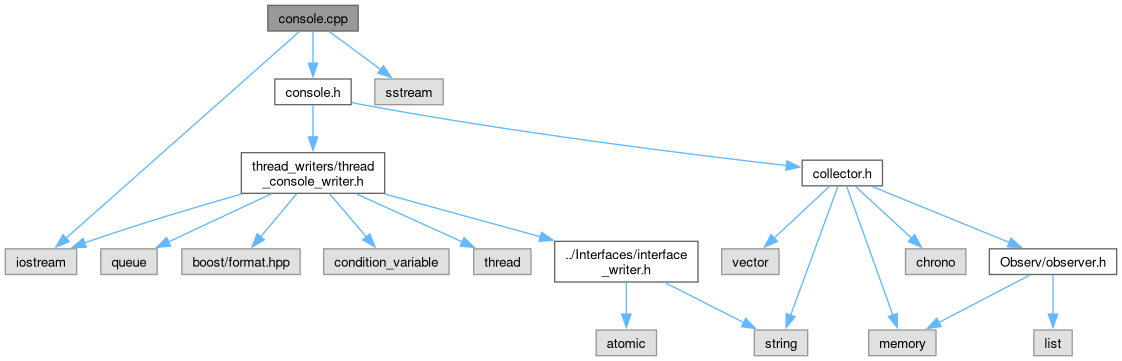 console.cpp
console.h
sstream
thread_writers/thread
_console_writer.h
collector.h
iostream
queue
boost/format.hpp
condition_variable
thread
../Interfaces/interface
_writer.h
vector
chrono
Observ/observer.h
atomic
string
memory
list